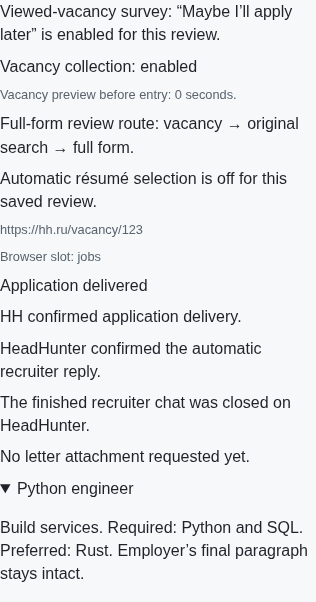 Viewed-vacancy survey: “Maybe I’ll apply
later” is enabled for this review.
Vacancy collection: enabled
Vacancy preview before entry: 0 seconds.
Full-form review route: vacancy → original
search → full form.
Automatic résumé selection is off for this
saved review.
https://hh.ru/vacancy/123
Browser slot: jobs
Application delivered
HH confirmed application delivery.
HeadHunter confirmed the automatic
recruiter reply.
The finished recruiter chat was closed on
HeadHunter.
No letter attachment requested yet.
▼ Python engineer
Build services. Required: Python and SQL.
Preferred: Rust. Employer’s final paragraph
stays intact.